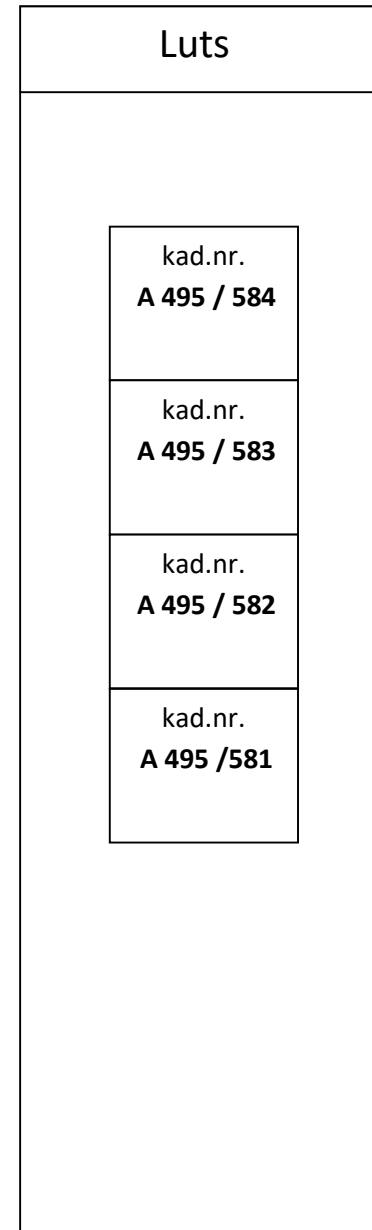 Luts
kad.nr.
A 495 / 584
kad.nr.
A 495 / 583
kad.nr.
A 495 / 582
kad.nr.
A 495 /581